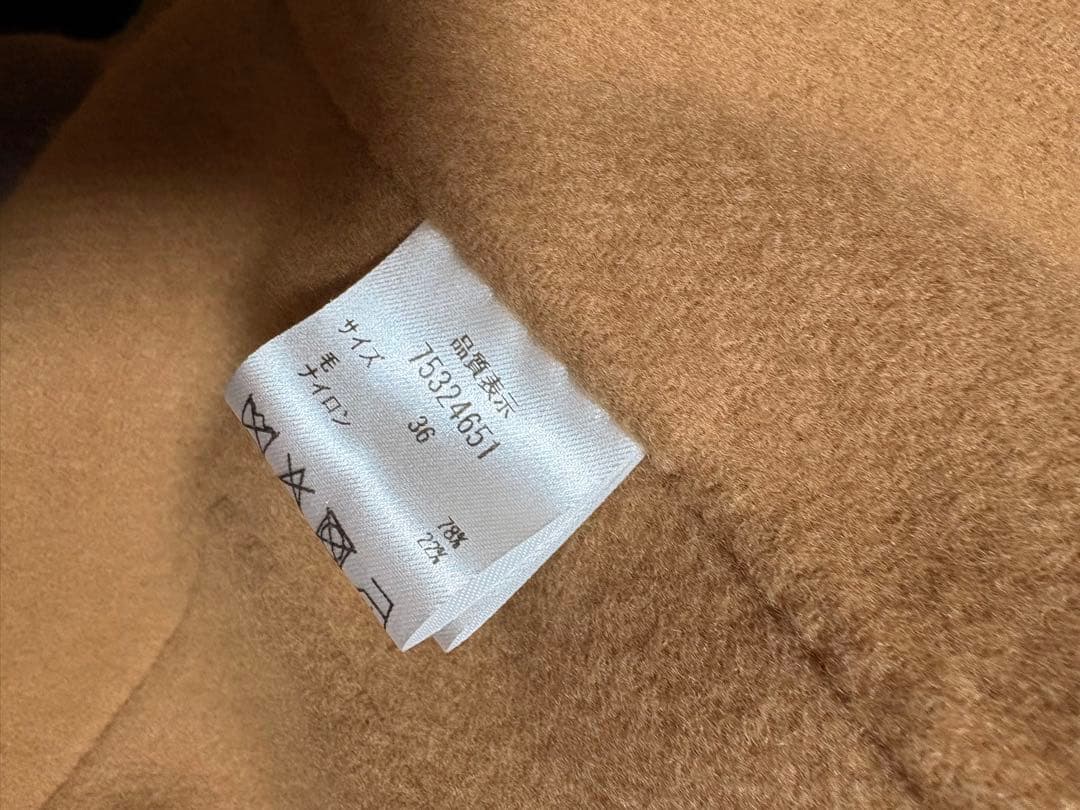 品質表示
75324651
サイズ 36
毛 78%
ナイロン 22%